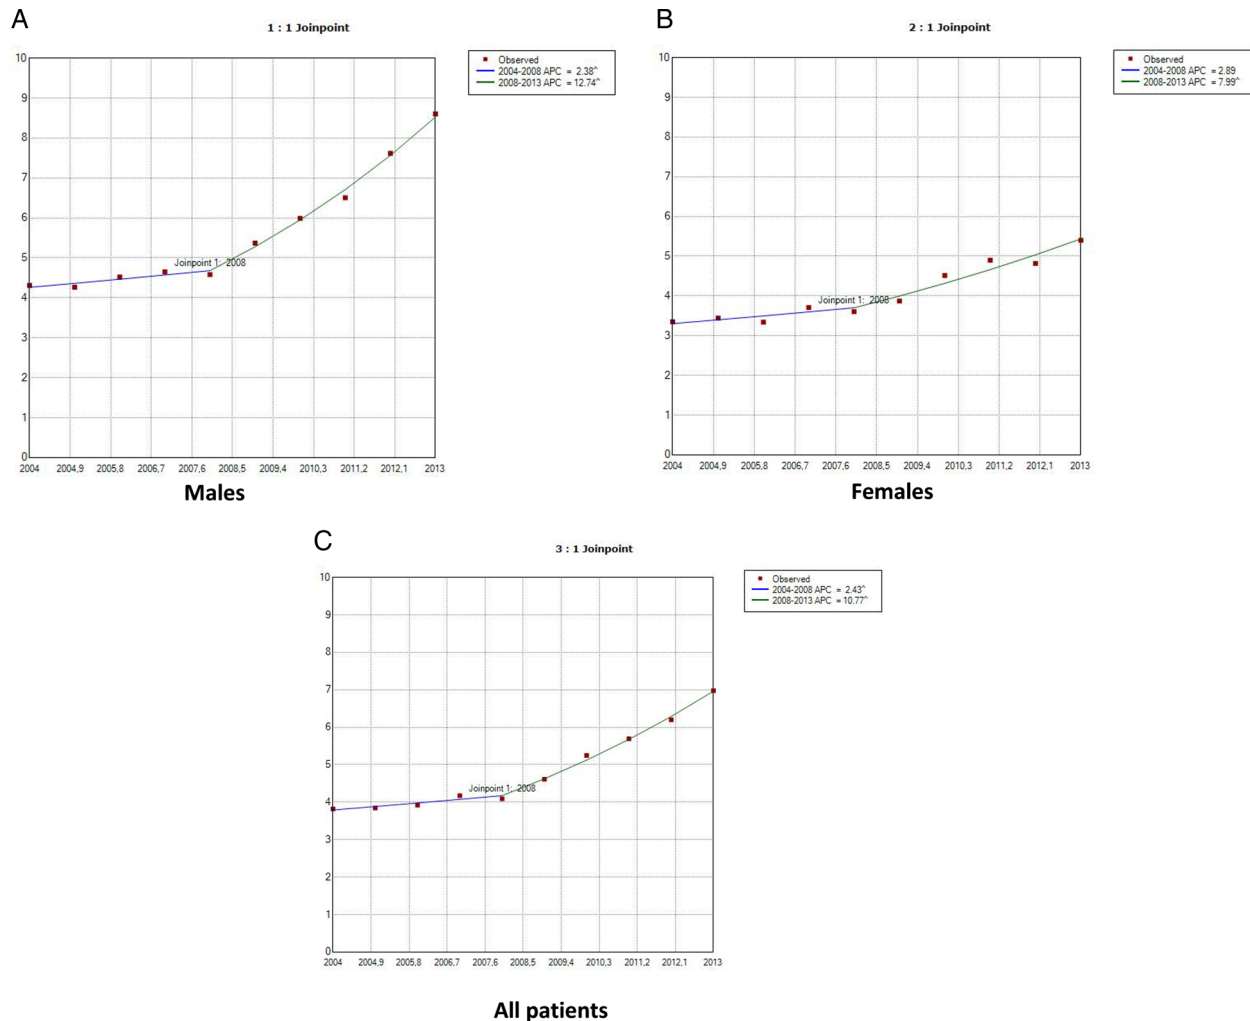 A
1 : 1 Joinpoint
Observed
2004-2008 APC = 2.38^
2008-2013 APC = 12.74^
10
9
8
7
6
5
4
3
2
1
0
Joinpoint 1: 2008
2004 2004,9 2005,8 2006,7 2007,6 2008,5 2009,4 2010,3 2011,2 2012,1 2013
Males
B
2 : 1 Joinpoint
Observed
2004-2008 APC = 2.89
2008-2013 APC = 7.99^
10
9
8
7
6
5
4
3
2
1
0
Joinpoint 1: 2008
2004 2004,9 2005,8 2006,7 2007,6 2008,5 2009,4 2010,3 2011,2 2012,1 2013
Females
C
3 : 1 Joinpoint
Observed
2004-2008 APC = 2.43^
2008-2013 APC = 10.77^
10
9
8
7
6
5
4
3
2
1
0
Joinpoint 1: 2008
2004 2004,9 2005,8 2006,7 2007,6 2008,5 2009,4 2010,3 2011,2 2012,1 2013
All patients